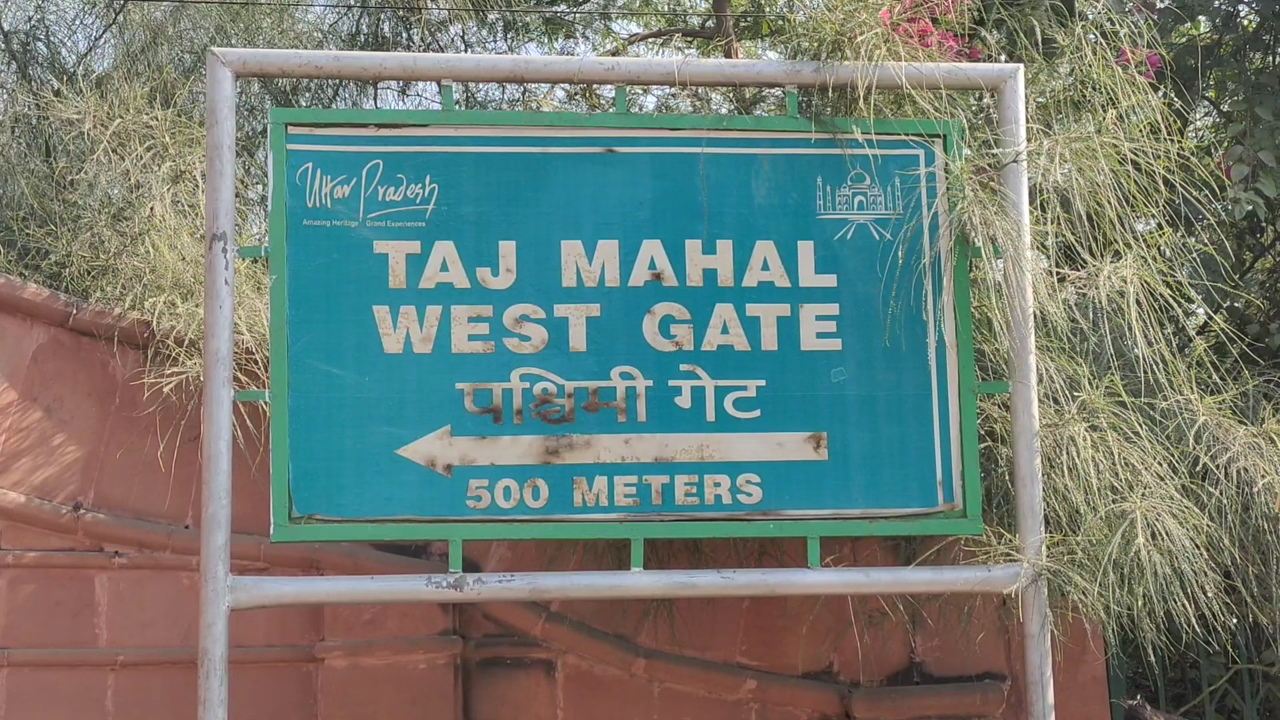 Uttar Pradesh
Amazing Heritage Grand Experiences
TAJ MAHAL
WEST GATE
पश्चिमी गेट
500 METERS